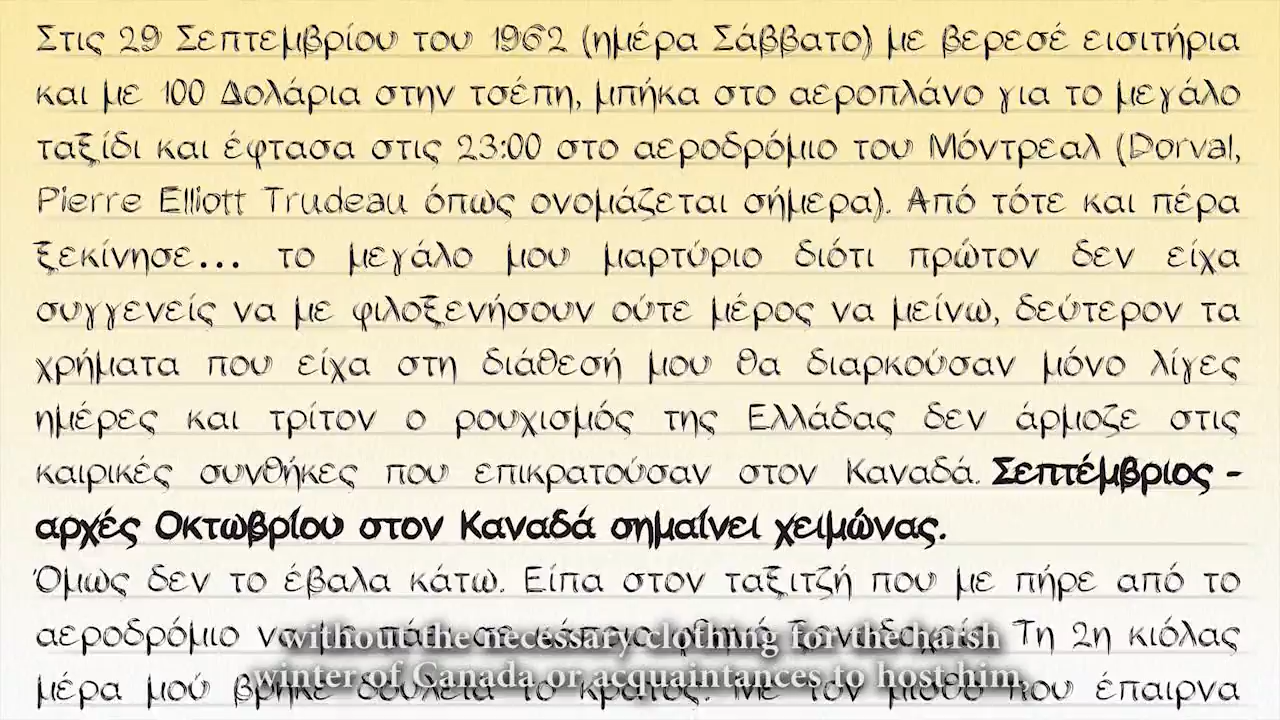 Στις 29 Σεπτεμβρίου του 1962 (ημέρα Σάββατο) με βερεσέ εισιτήρια
και με 100 Δολάρια στην τσέπη, μπήκα στο αεροπλάνο για το μεγάλο
ταξίδι και έφτασα στις 23:00 στο αεροδρόμιο του Μόντρεαλ (Dorval,
Pierre Elliott Trudeau όπως ονομάζεται σήμερα). Από τότε και πέρα
ξεκίνησε... το μεγάλο μου μαρτύριο διότι πρώτον δεν είχα
συγγενείς να με φιλοξενήσουν ούτε μέρος να μείνω, δεύτερον τα
χρήματα που είχα στη διάθεσή μου θα διαρκούσαν μόνο λίγες
ημέρες και τρίτον ο ρουχισμός της Ελλάδας δεν άρμοζε στις
καιρικές συνθήκες που επικρατούσαν στον Καναδά. Σεπτέμβριος -
αρχές Οκτωβρίου στον Καναδά σημαίνει χειμώνας.
Όμως δεν το έβαλα κάτω. Είπα στον ταξιτζή που με πήρε από το
αεροδρόμιο να με πάει σε Τη 2η κιόλας
without the necessary clothing for the harsh
μέρα μού βρήκε δουλειά το κράτος. Με τον μισθό που έπαιρνα
winter of Canada or acquaintances to host him,